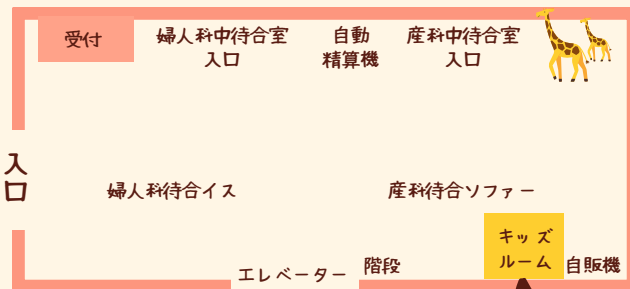 受付
婦人科中待合室
入口
自動
精算機
産科中待合室
入口
入口
婦人科待合イス
産科待合ソファー
キッズ
ルーム
自販機
階段
エレベーター